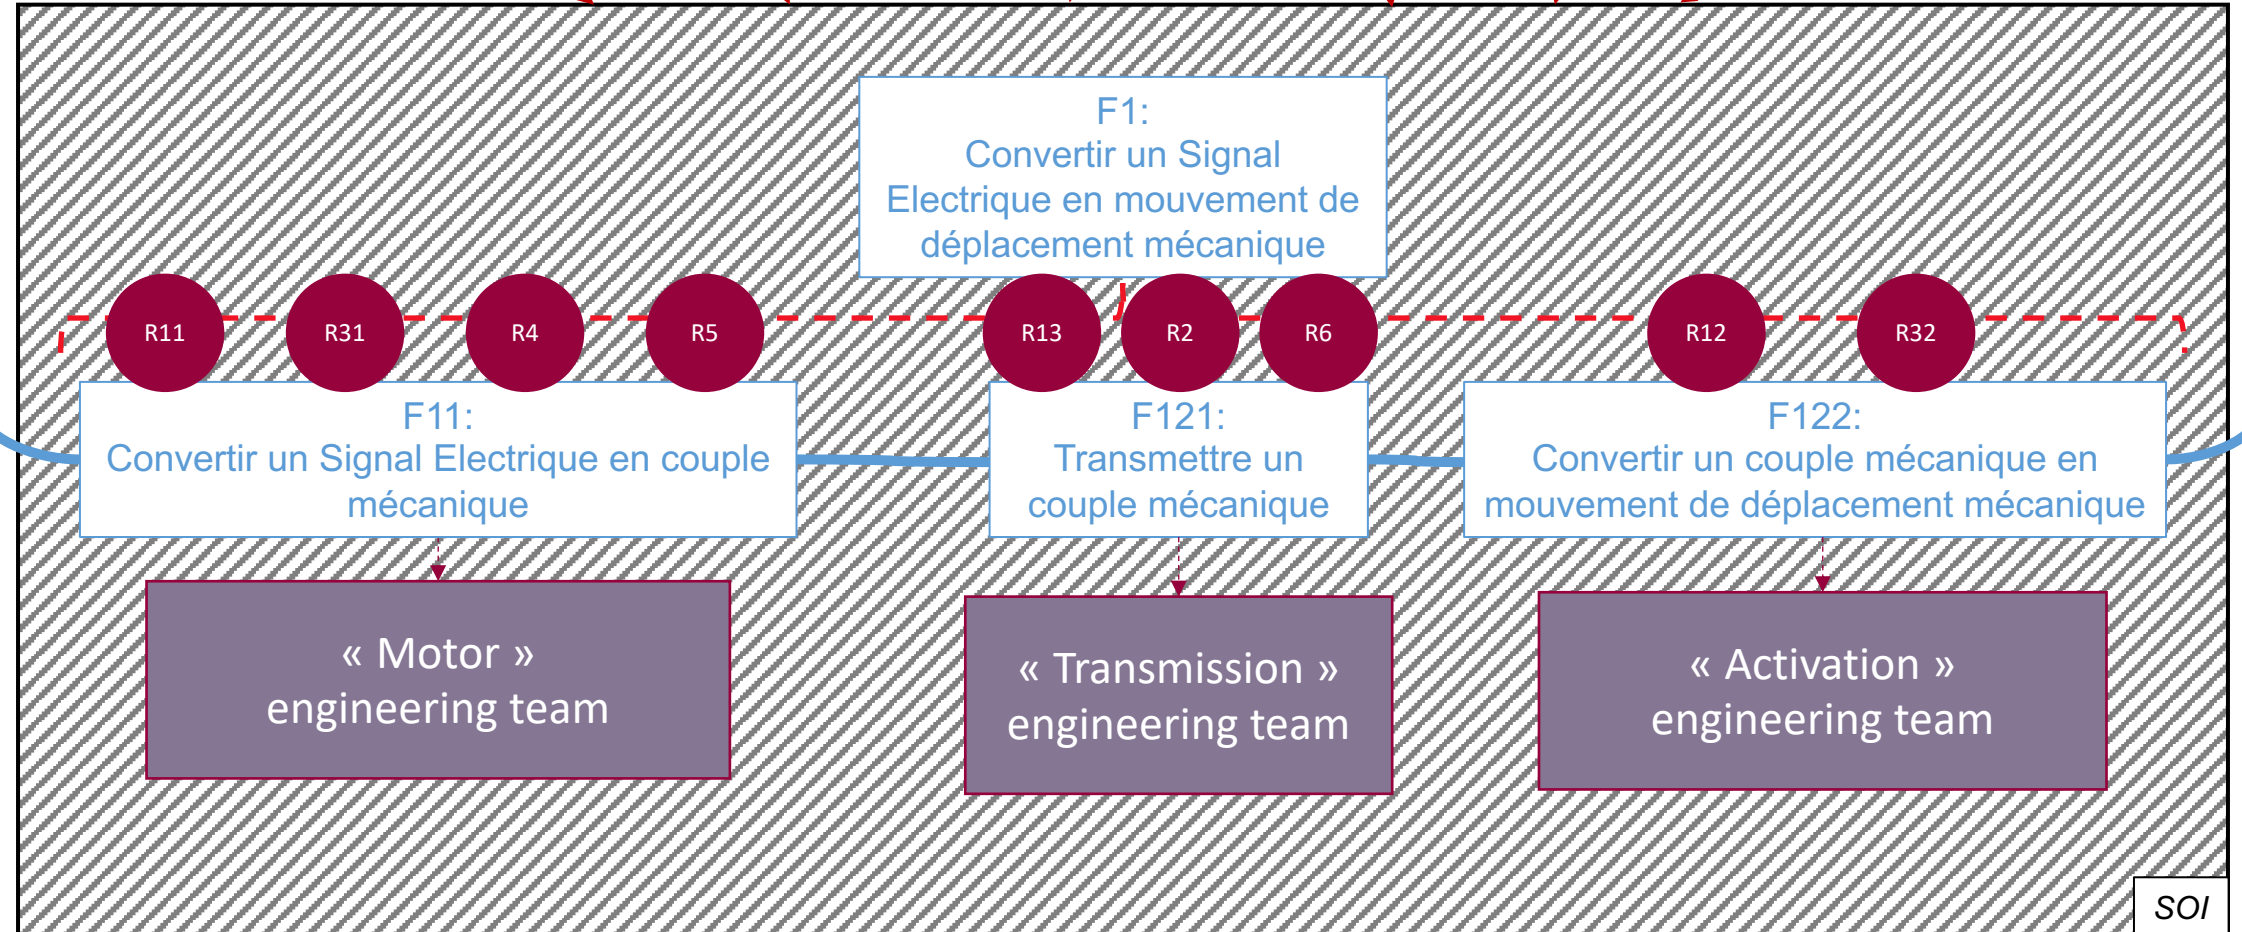 F1:
Convertir un Signal
Electrique en mouvement de
déplacement mécanique
R11
R31
R4
R5
R13
R2
R6
R12
R32
F11:
Convertir un Signal Electrique en couple
mécanique
F121:
Transmettre un
couple mécanique
F122:
Convertir un couple mécanique en
mouvement de déplacement mécanique
« Motor »
engineering team
« Transmission »
engineering team
« Activation »
engineering team
SOI